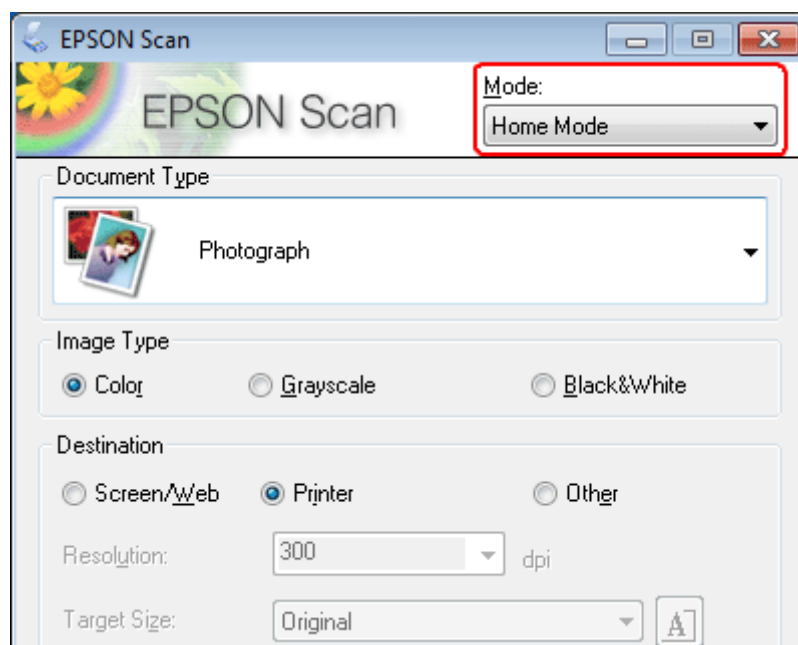 EPSON Scan
EPSON Scan
Mode:
Home Mode
Document Type
Photograph
Image Type
Color Grayscale Black&White
Destination
Screen/Web Printer Other
Resolution: 300 dpi
Target Size: Original A